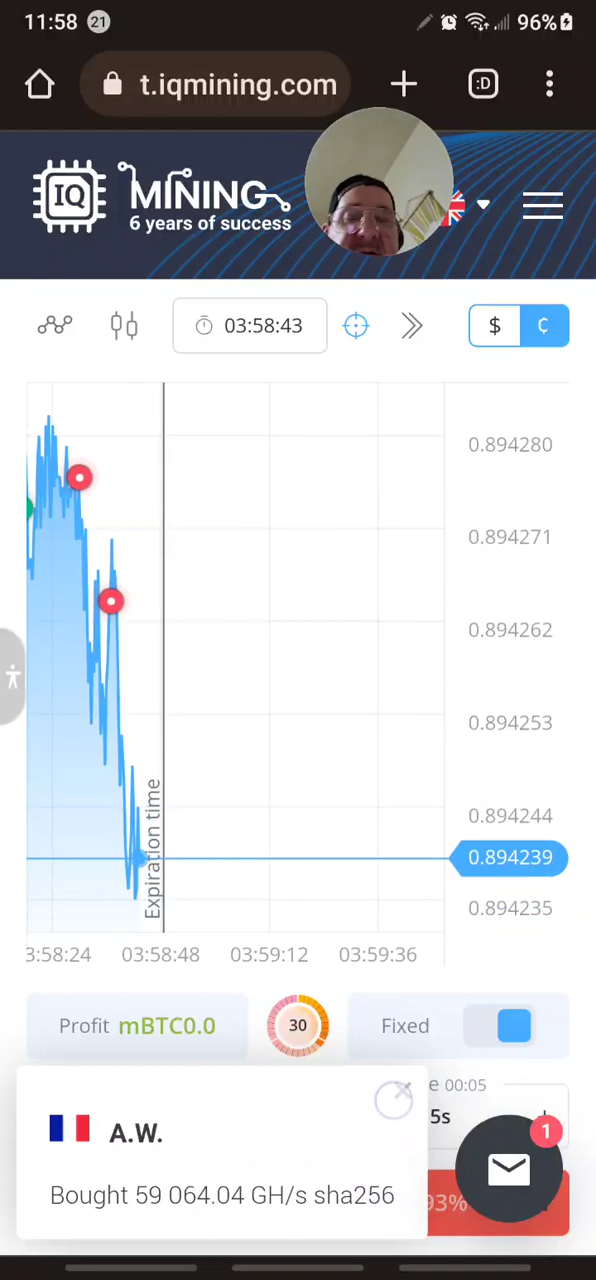 11:58 21 96%
t.iqmining.com :D
IQ MINING
6 years of success
03:58:43 $ ¢
0.894280
0.894271
0.894262
0.894253
0.894244
0.894239
0.894235
Expiration time
3:58:24 03:58:48 03:59:12 03:59:36
Profit mBTC0.0 30 Fixed
e 00:05
5s
1
A.W.
Bought 59 064.04 GH/s sha256
93%